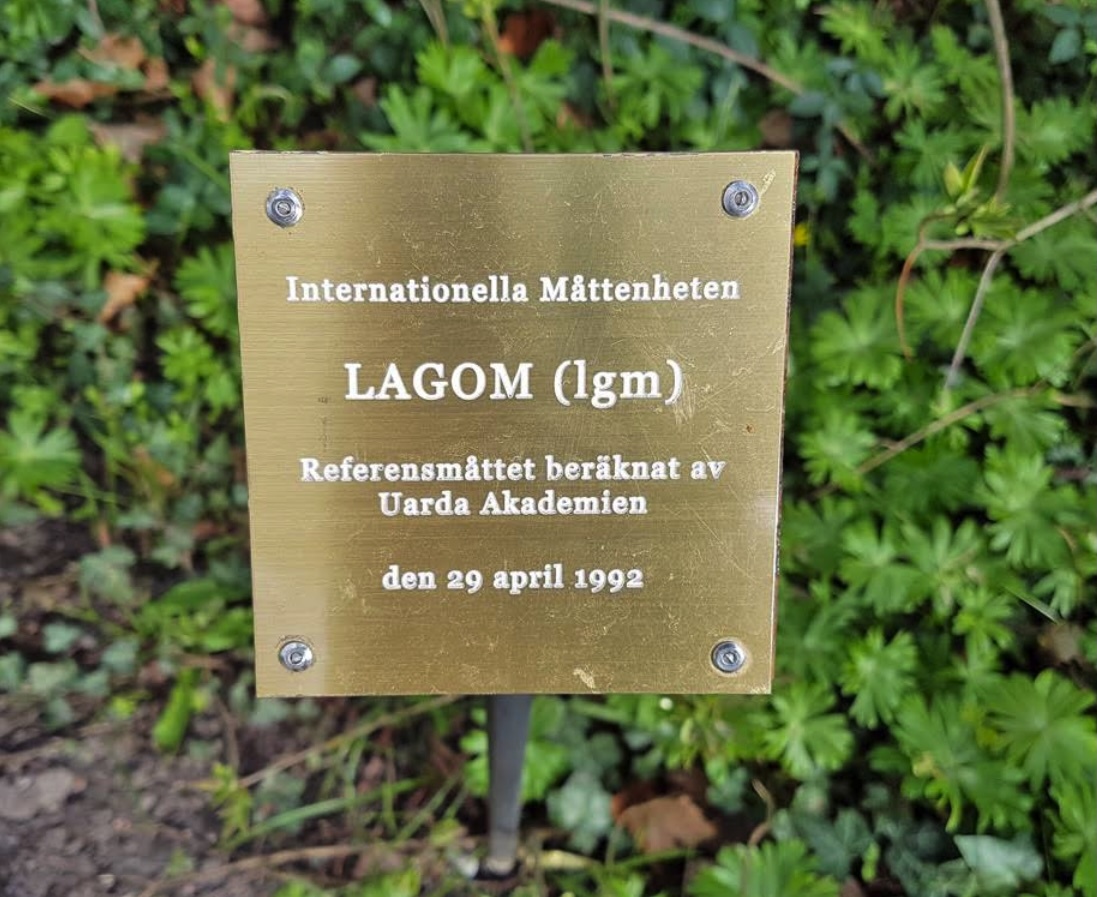 Internationella Måttenheten
LAGOM (lgm)
Referensmåttet beräknat av
Uarda Akademien
den 29 april 1992